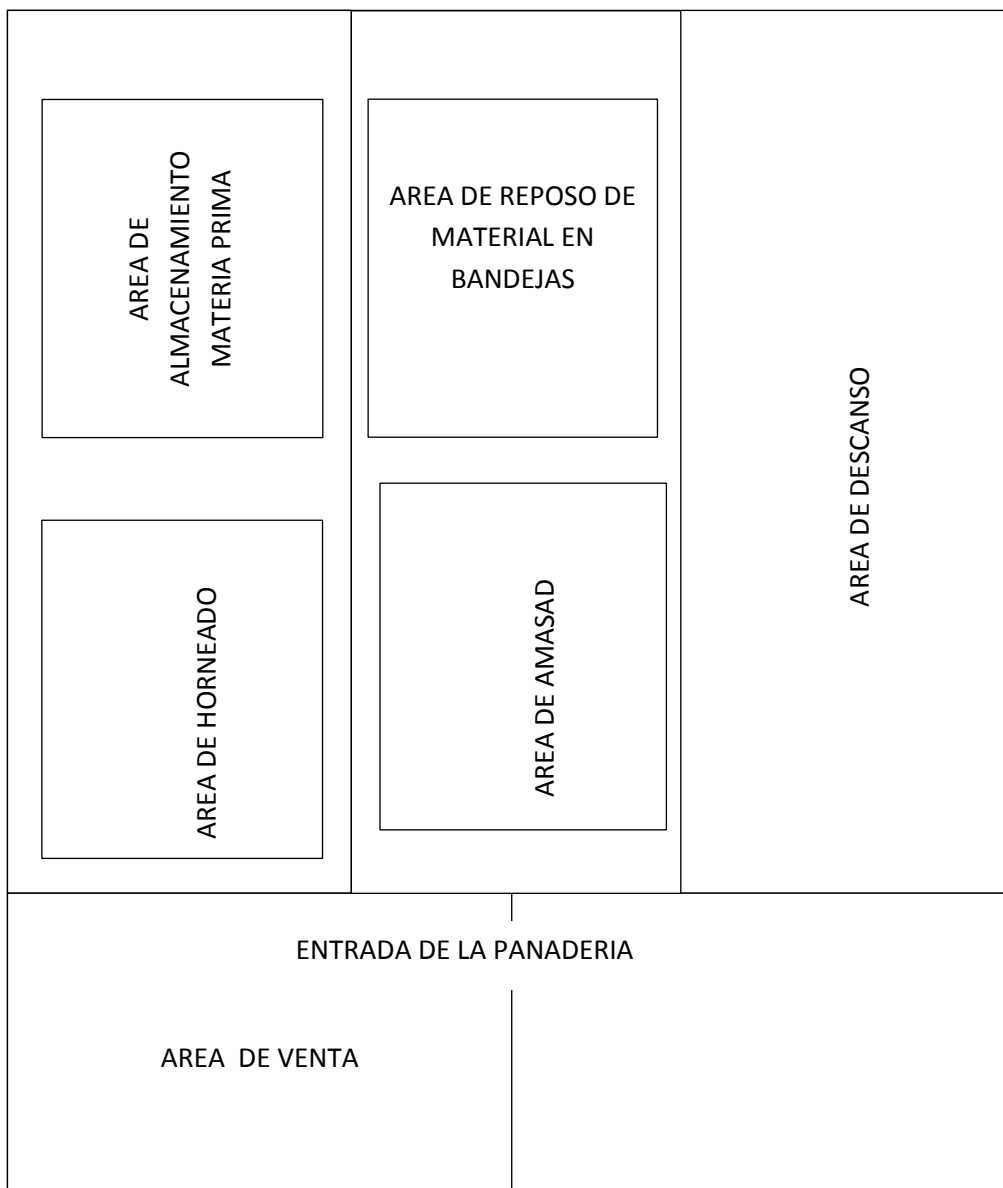 AREA DE
ALMACENAMIENTO
MATERIA PRIMA
AREA DE REPOSO DE
MATERIAL EN
BANDEJAS
AREA DE DESCANSO
AREA DE HORNEADO
AREA DE AMASAD
ENTRADA DE LA PANADERIA
AREA  DE VENTA